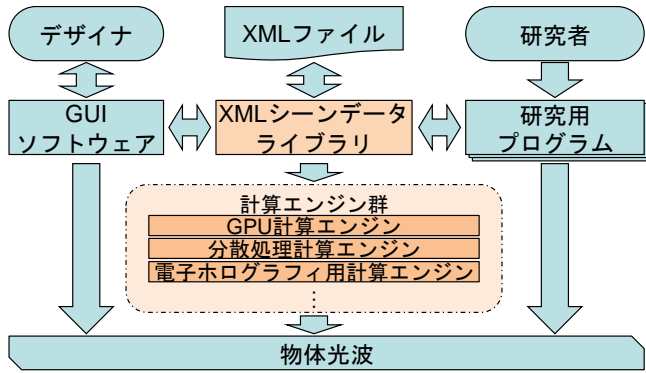 デザイナ
XMLファイル
研究者
GUI
ソフトウェア
XMLシーンデータ
ライブラリ
研究用
プログラム
計算エンジン群
GPU計算エンジン
分散処理計算エンジン
電子ホログラフィ用計算エンジン
⋮
物体光波